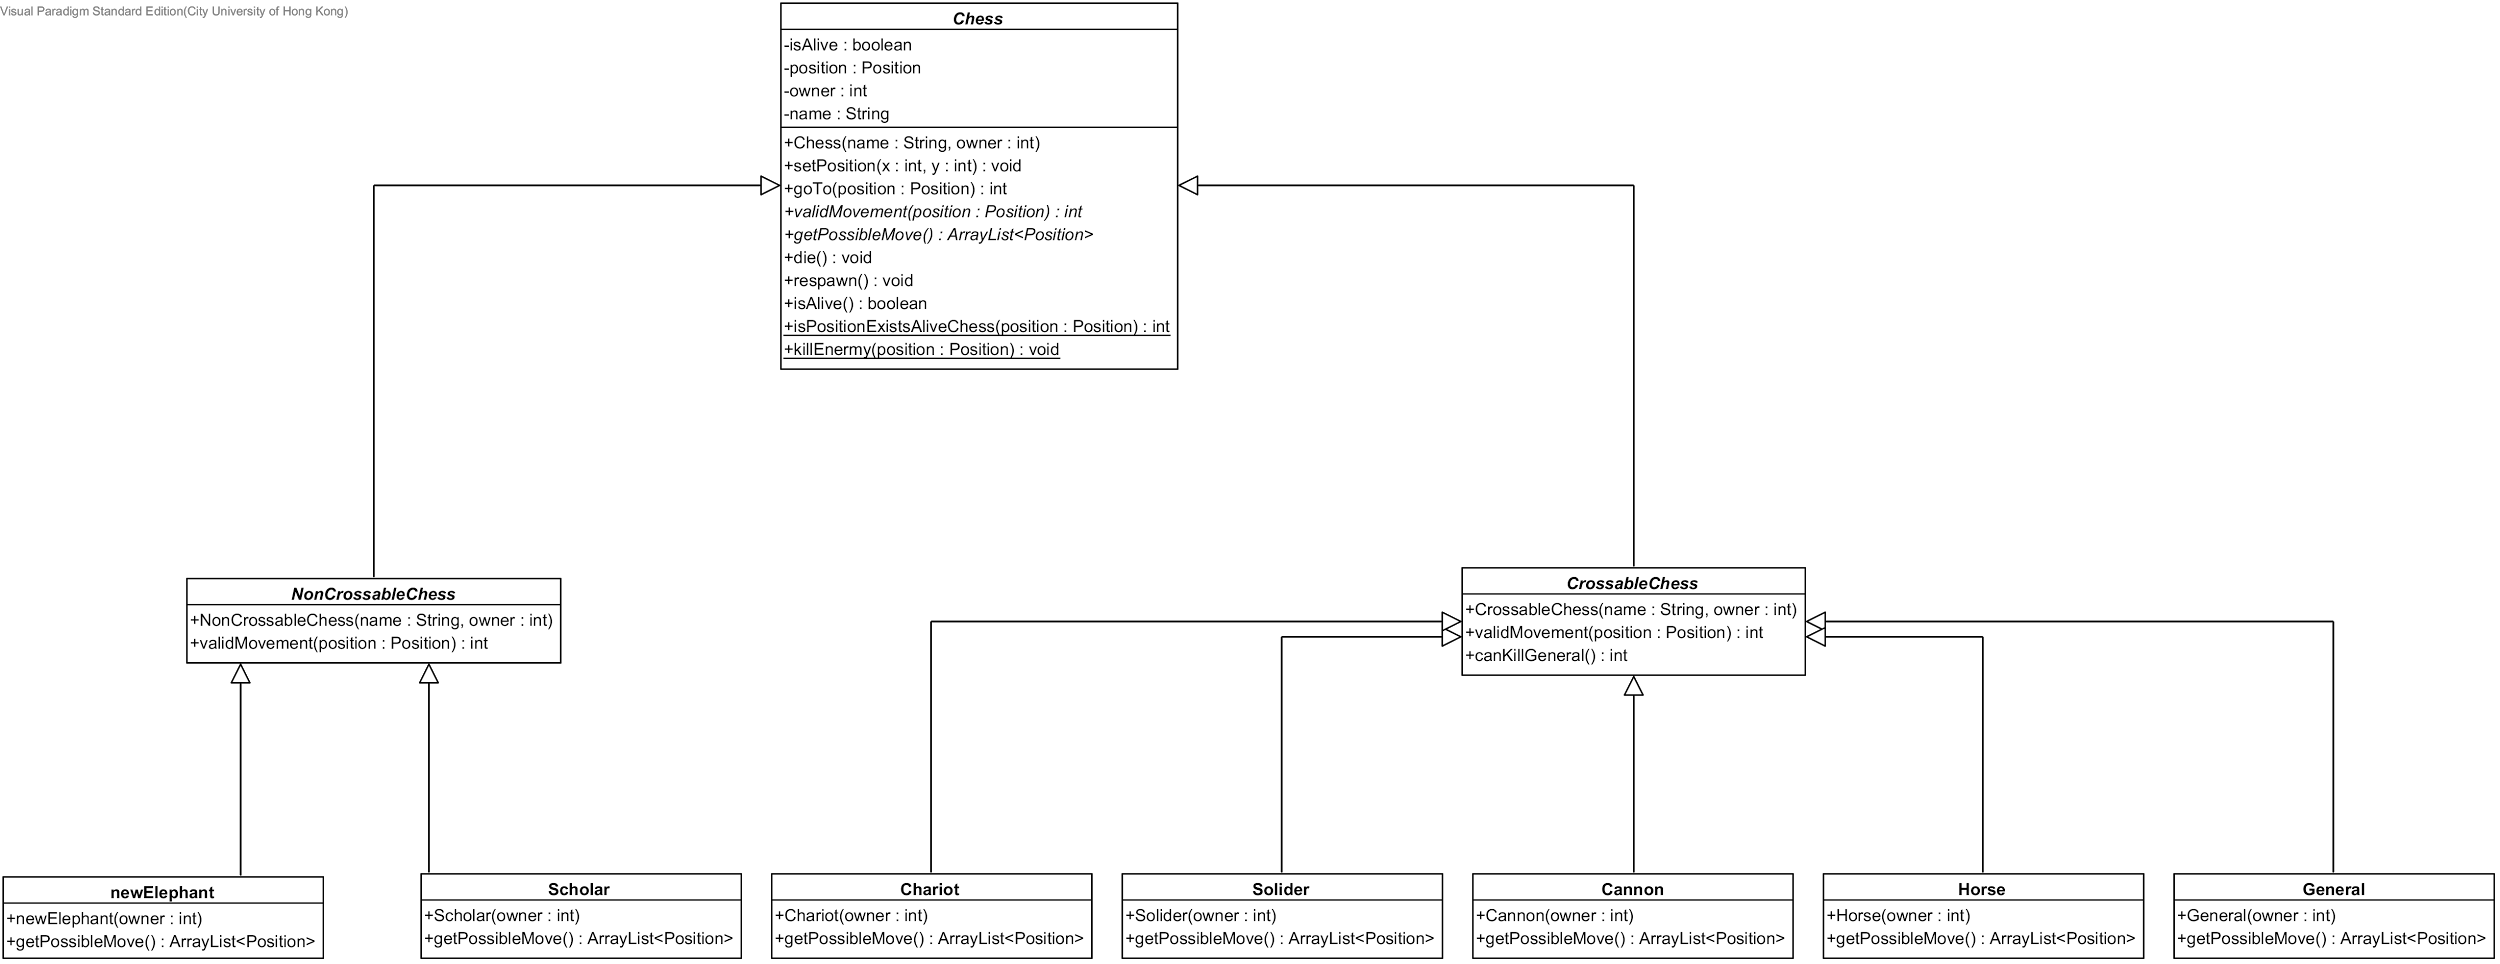 Visual Paradigm Standard Edition(City University of Hong Kong)
Chess
-isAlive : boolean
-position : Position
-owner : int
-name : String
+Chess(name : String, owner : int)
+setPosition(x : int, y : int) : void
+goTo(position : Position) : int
+validMovement(position : Position) : int
+getPossibleMove() : ArrayList<Position>
+die() : void
+respawn() : void
+isAlive() : boolean
+isPositionExistsAliveChess(position : Position) : int
+killEnermy(position : Position) : void
NonCrossableChess
+NonCrossableChess(name : String, owner : int)
+validMovement(position : Position) : int
CrossableChess
+CrossableChess(name : String, owner : int)
+validMovement(position : Position) : int
+canKillGeneral() : int
newElephant
+newElephant(owner : int)
+getPossibleMove() : ArrayList<Position>
Scholar
+Scholar(owner : int)
+getPossibleMove() : ArrayList<Position>
Chariot
+Chariot(owner : int)
+getPossibleMove() : ArrayList<Position>
Solider
+Solider(owner : int)
+getPossibleMove() : ArrayList<Position>
Cannon
+Cannon(owner : int)
+getPossibleMove() : ArrayList<Position>
Horse
+Horse(owner : int)
+getPossibleMove() : ArrayList<Position>
General
+General(owner : int)
+getPossibleMove() : ArrayList<Position>